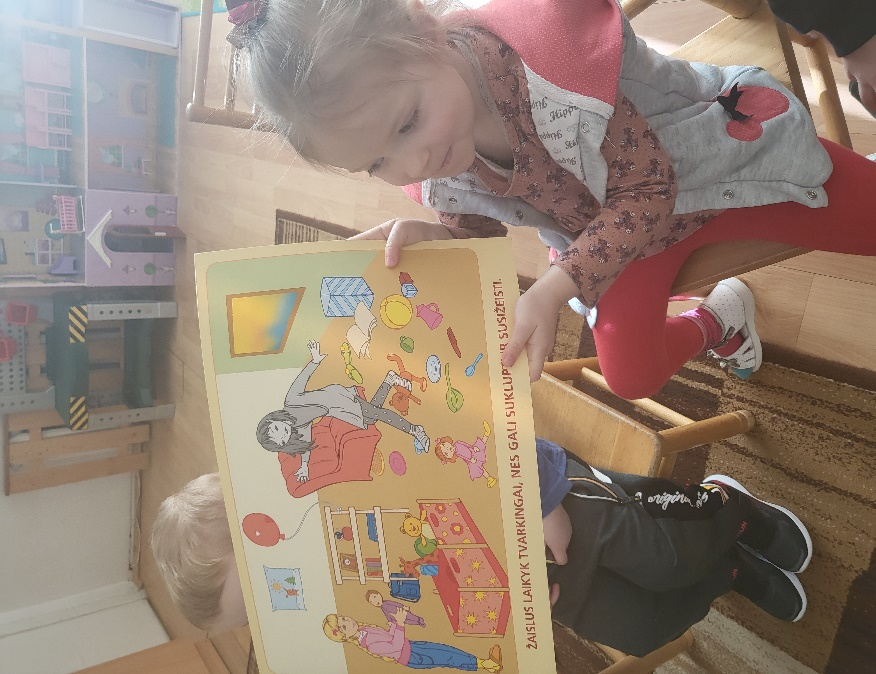 ŽAISLUS LAIKYK TVARKINGAI, NES GALI SUKLUPTI IR SUSIŽEISTI.